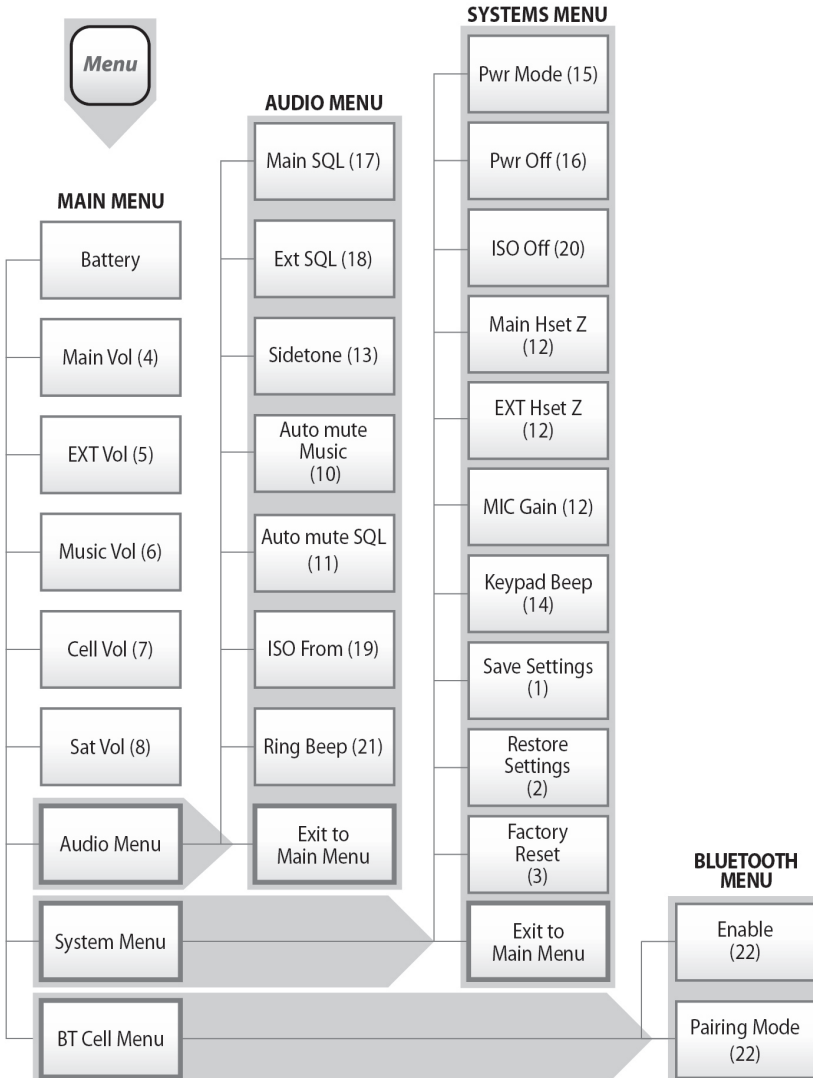 Menu
MAIN MENU
Battery
Main Vol (4)
EXT Vol (5)
Music Vol (6)
Cell Vol (7)
Sat Vol (8)
Audio Menu
System Menu
BT Cell Menu
AUDIO MENU
Main SQL (17)
Ext SQL (18)
Sidetone (13)
Auto mute
Music
(10)
Auto mute SQL
(11)
ISO From (19)
Ring Beep (21)
Exit to
Main Menu
SYSTEMS MENU
Pwr Mode (15)
Pwr Off (16)
ISO Off (20)
Main Hset Z
(12)
EXT Hset Z
(12)
MIC Gain (12)
Keypad Beep
(14)
Save Settings
(1)
Restore
Settings
(2)
Factory
Reset
(3)
Exit to
Main Menu
BLUETOOTH
MENU
Enable
(22)
Pairing Mode
(22)